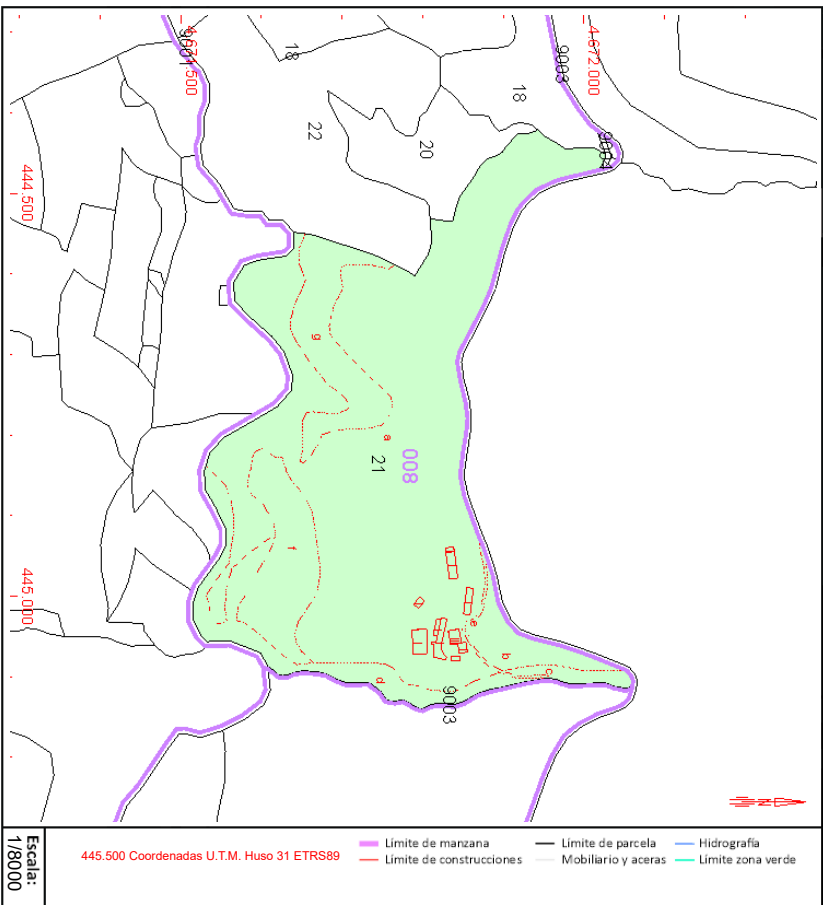 9001
4.671.500
18
9003
4.672.000
18
22
20
9001
444.500
g
a
21
008
f
e
b
c
d
9003
445.000
N
Escala:
1/8000
445.500 Coordenadas U.T.M. Huso 31 ETRS89
Límite de manzana
Límite de parcela
Hidrografía
Límite de construcciones
Mobiliario y aceras
Límite zona verde